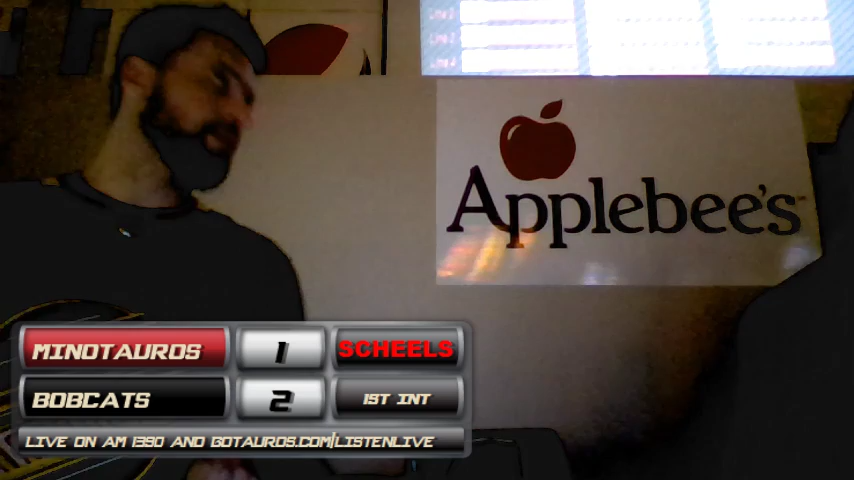 Applebee's
MINOTAUROS 1 SCHEELS
BOBCATS 2 1ST INT
LIVE ON AM 1390 AND GOTAUROS.COM/LISTENLIVE